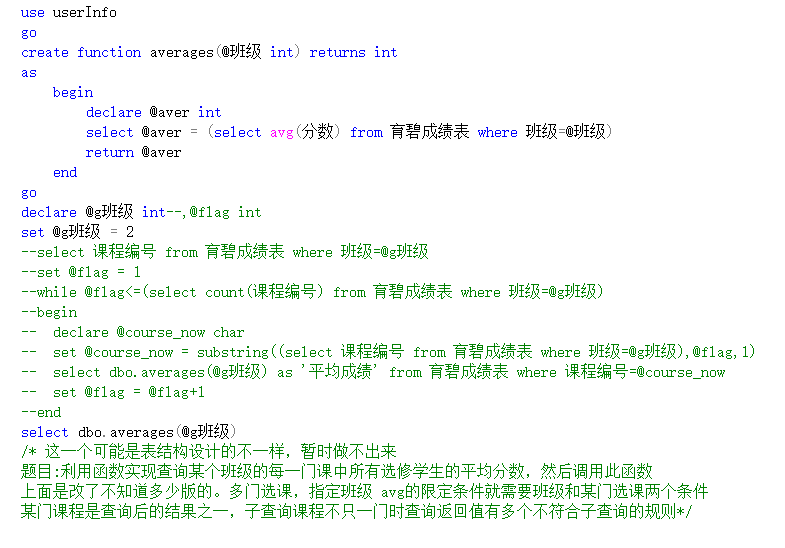 use userInfo
go
create function averages(@班级 int) returns int
as
begin
declare @aver int
select @aver = (select avg(分数) from 育碧成绩表 where 班级=@班级)
return @aver
end
go
declare @g班级 int--,@flag int
set @g班级 = 2
--select 课程编号 from 育碧成绩表 where 班级=@g班级
--set @flag = 1
--while @flag<=(select count(课程编号) from 育碧成绩表 where 班级=@g班级)
--begin
-- declare @course_now char
-- set @course_now = substring((select 课程编号 from 育碧成绩表 where 班级=@g班级),@flag,1)
-- select dbo.averages(@g班级) as '平均成绩' from 育碧成绩表 where 课程编号=@course_now
-- set @flag = @flag+1
--end
select dbo.averages(@g班级)
/* 这一个可能是表结构设计的不一样，暂时做不出来
题目:利用函数实现查询某个班级的每一门课中所有选修学生的平均分数，然后调用此函数
上面是改了不知道多少版的。多门选课，指定班级 avg的限定条件就需要班级和某门选课两个条件
某门课程是查询后的结果之一，子查询课程不只一门时查询返回值有多个不符合子查询的规则*/